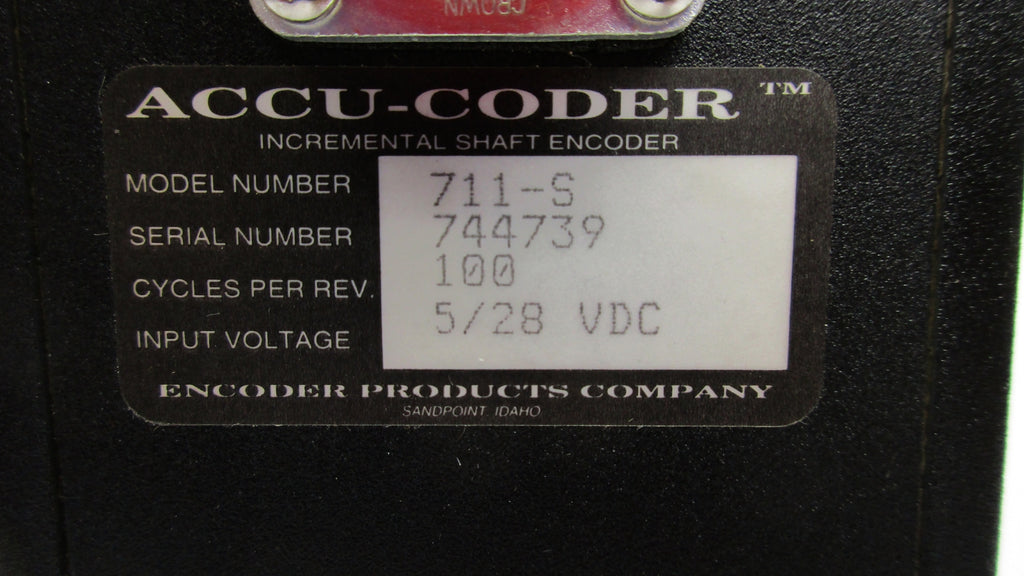 CROWN
ACCU-CODER ™
INCREMENTAL SHAFT ENCODER
MODEL NUMBER 711-S
SERIAL NUMBER 744739
CYCLES PER REV. 100
INPUT VOLTAGE 5/28 VDC
ENCODER PRODUCTS COMPANY
SANDPOINT, IDAHO